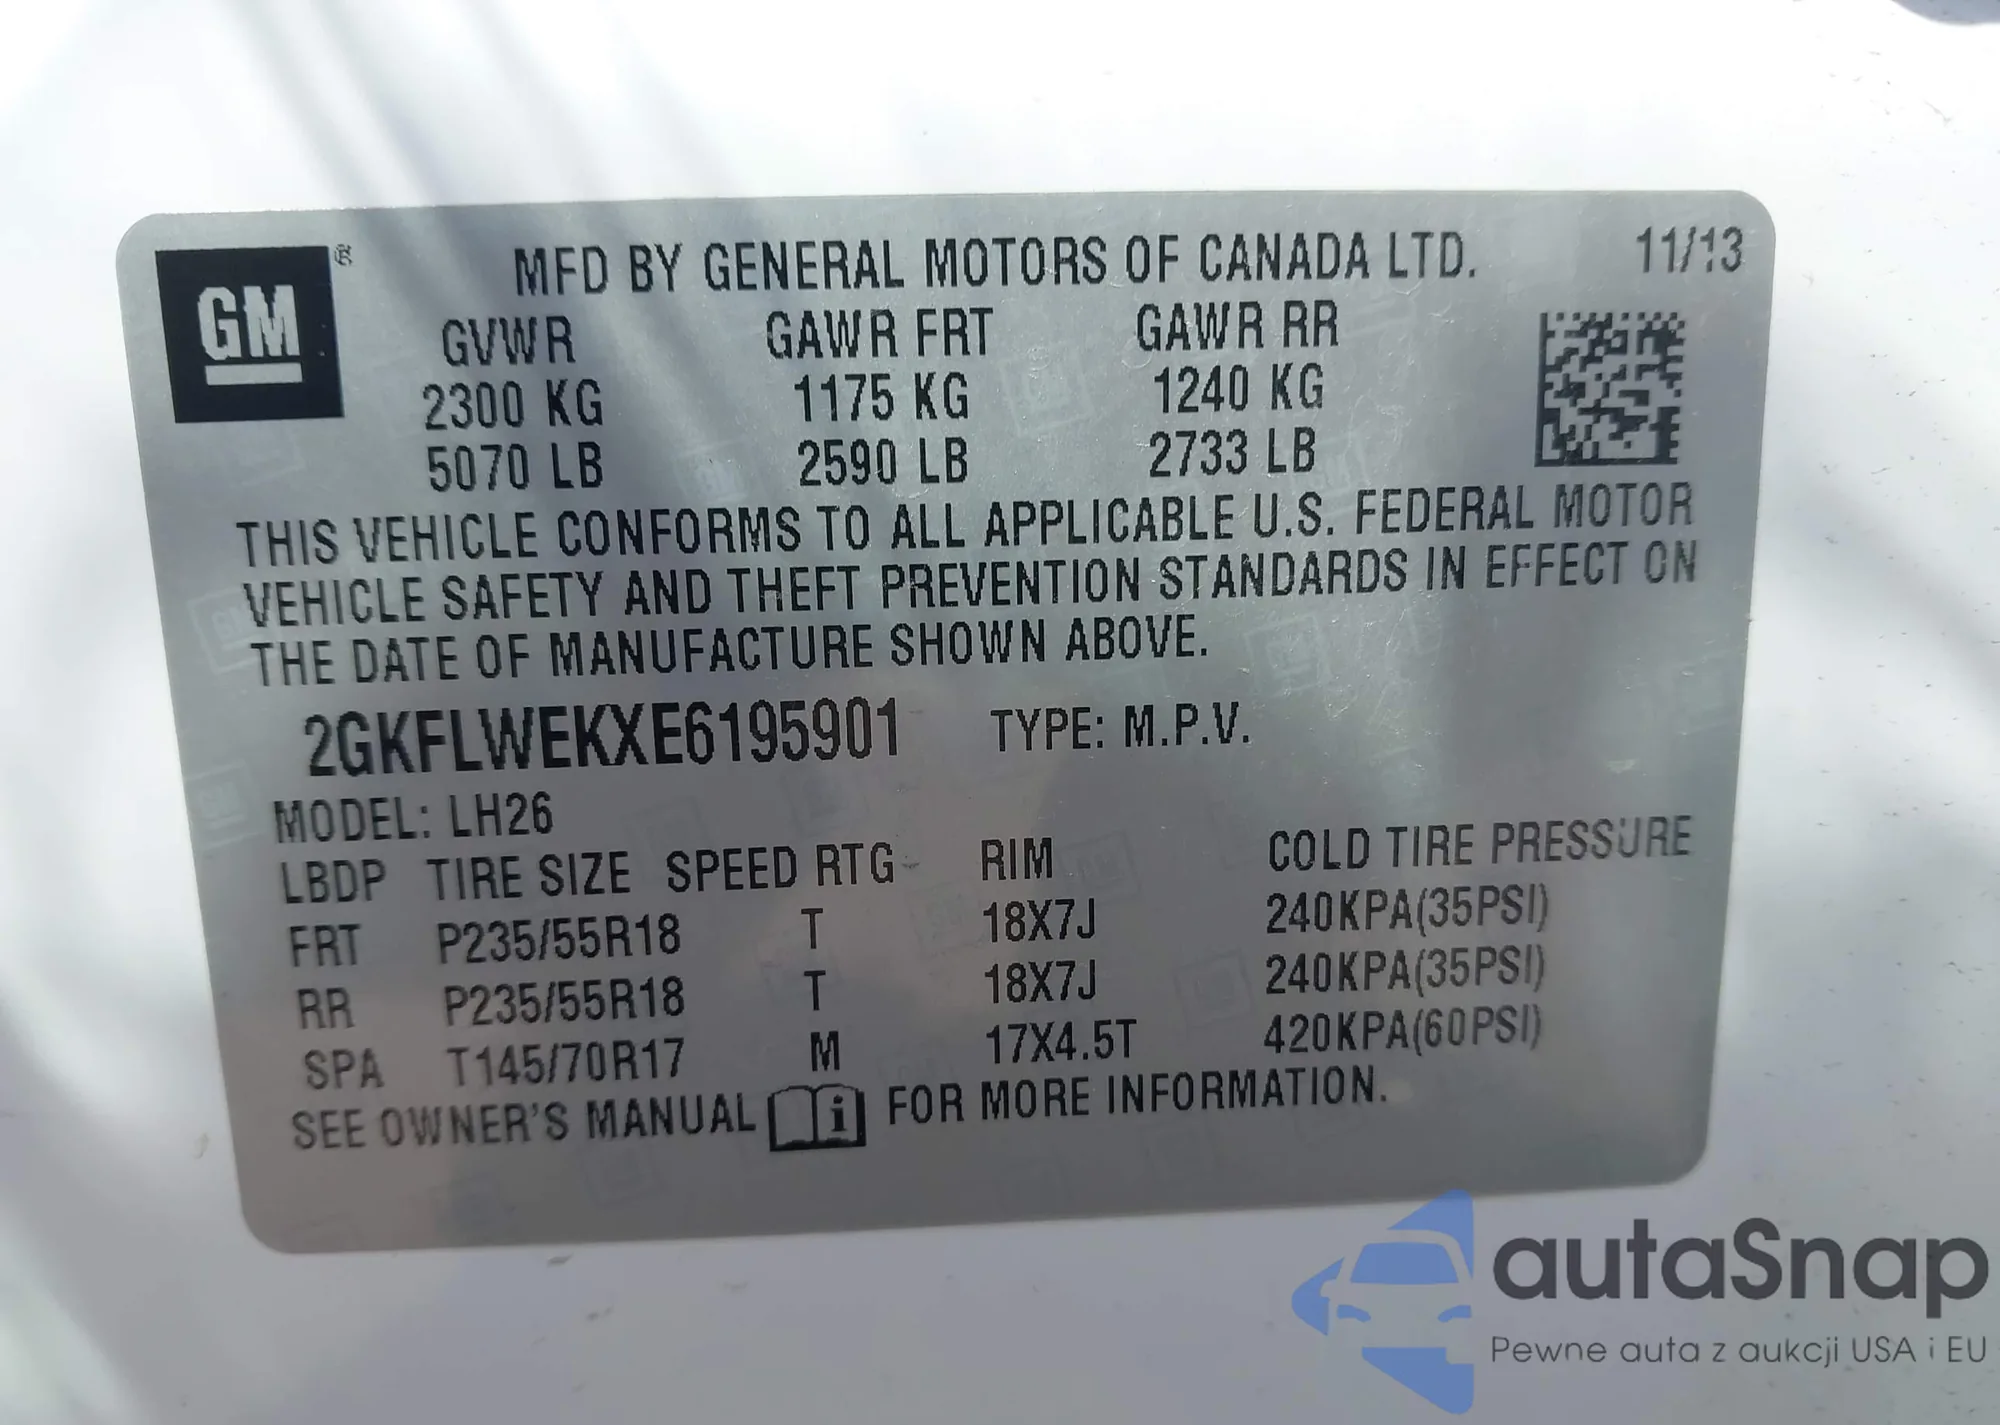 GM ®
MFD BY GENERAL MOTORS OF CANADA LTD. 11/13
GVWR GAWR FRT GAWR RR
2300 KG 1175 KG 1240 KG
5070 LB 2590 LB 2733 LB
THIS VEHICLE CONFORMS TO ALL APPLICABLE U.S. FEDERAL MOTOR
VEHICLE SAFETY AND THEFT PREVENTION STANDARDS IN EFFECT ON
THE DATE OF MANUFACTURE SHOWN ABOVE.
2GKFLWEKXE6195901 TYPE: M.P.V.
MODEL: LH26
LBDP TIRE SIZE SPEED RTG RIM COLD TIRE PRESSURE
FRT P235/55R18 T 18X7J 240KPA(35PSI)
RR P235/55R18 T 18X7J 240KPA(35PSI)
SPA T145/70R17 M 17X4.5T 420KPA(60PSI)
SEE OWNER'S MANUAL i FOR MORE INFORMATION.
autaSnap
Pewne auta z aukcji USA i EU